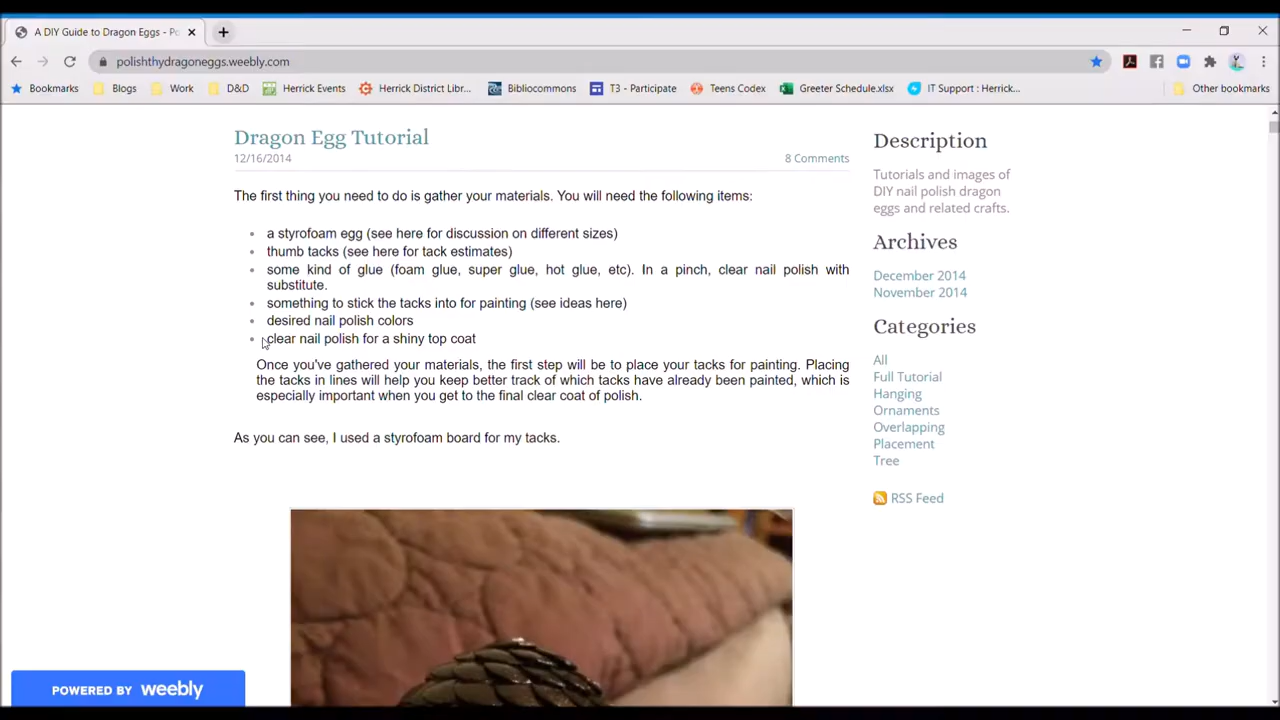 A DIY Guide to Dragon Eggs - Po
polishthydragoneggs.weebly.com
Bookmarks Blogs Work D&D Herrick Events Herrick District Libr... Bibliocommons T3 - Participate Teens Codex Greeter Schedule.xlsx IT Support : Herrick... Other bookmarks
Dragon Egg Tutorial
12/16/2014 8 Comments
The first thing you need to do is gather your materials. You will need the following items:
a styrofoam egg (see here for discussion on different sizes)
thumb tacks (see here for tack estimates)
some kind of glue (foam glue, super glue, hot glue, etc). In a pinch, clear nail polish with
substitute.
something to stick the tacks into for painting (see ideas here)
desired nail polish colors
clear nail polish for a shiny top coat
Once you've gathered your materials, the first step will be to place your tacks for painting. Placing
the tacks in lines will help you keep better track of which tacks have already been painted, which is
especially important when you get to the final clear coat of polish.
As you can see, I used a styrofoam board for my tacks.
Description
Tutorials and images of
DIY nail polish dragon
eggs and related crafts.
Archives
December 2014
November 2014
Categories
All
Full Tutorial
Hanging
Ornaments
Overlapping
Placement
Tree
RSS Feed
POWERED BY weebly